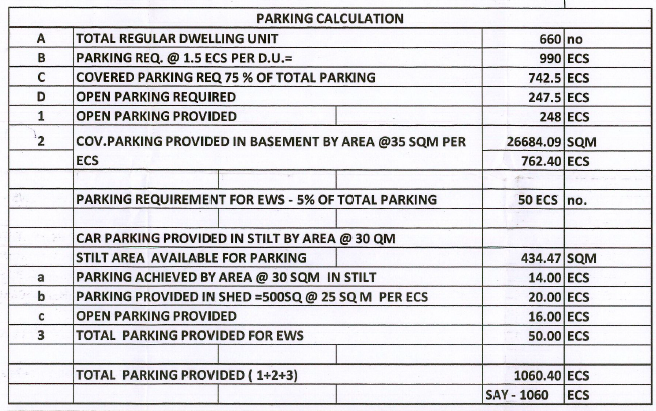 PARKING CALCULATION
A TOTAL REGULAR DWELLING UNIT 660 no
B PARKING REQ. @ 1.5 ECS PER D.U.= 990 ECS
C COVERED PARKING REQ 75 % OF TOTAL PARKING 742.5 ECS
D OPEN PARKING REQUIRED 247.5 ECS
1 OPEN PARKING PROVIDED 248 ECS
2 COV.PARKING PROVIDED IN BASEMENT BY AREA @35 SQM PER 26684.09 SQM
ECS 762.40 ECS
PARKING REQUIREMENT FOR EWS - 5% OF TOTAL PARKING 50 ECS no.
CAR PARKING PROVIDED IN STILT BY AREA @ 30 QM
STILT AREA AVAILABLE FOR PARKING 434.47 SQM
a PARKING ACHIEVED BY AREA @ 30 SQM IN STILT 14.00 ECS
b PARKING PROVIDED IN SHED =500SQ @ 25 SQ M PER ECS 20.00 ECS
c OPEN PARKING PROVIDED 16.00 ECS
3 TOTAL PARKING PROVIDED FOR EWS 50.00 ECS
TOTAL PARKING PROVIDED ( 1+2+3) 1060.40 ECS
SAY - 1060 ECS